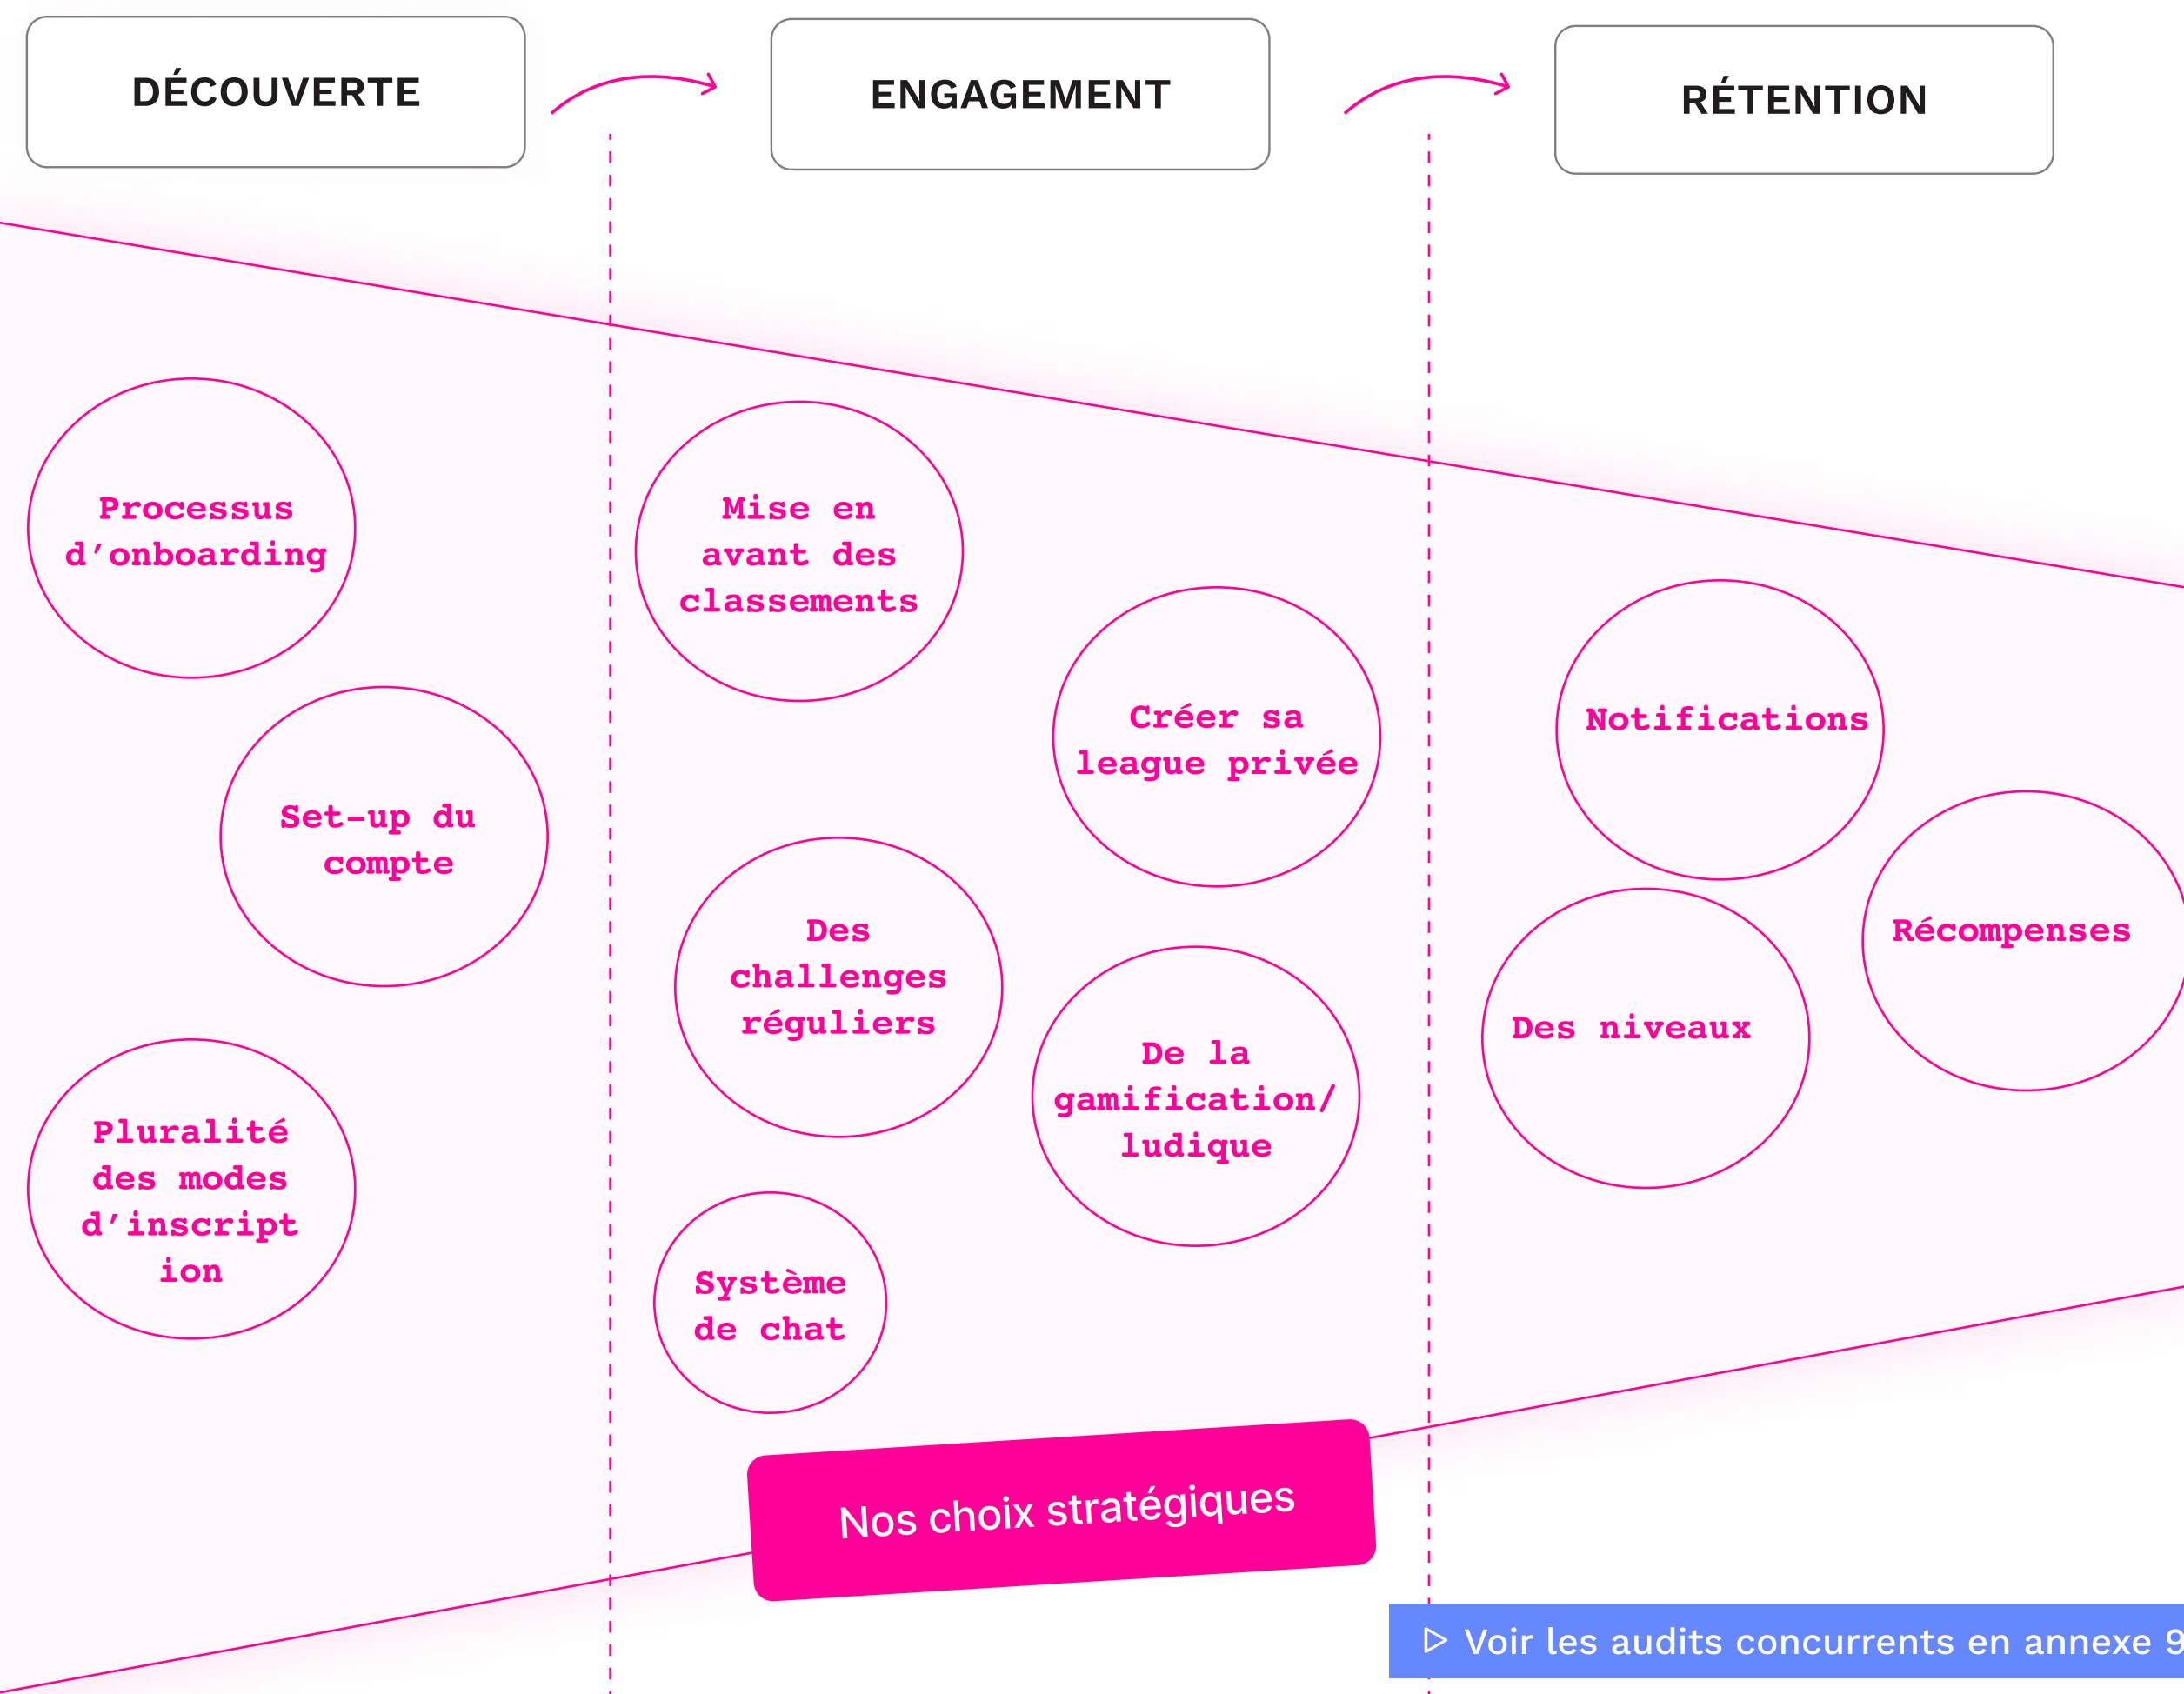 DÉCOUVERTE
ENGAGEMENT
RÉTENTION
Processus
d’onboarding
Set-up du
compte
Pluralité
des modes
d’inscript
ion
Mise en
avant des
classements
Créer sa
league privée
Des
challenges
réguliers
De la
gamification/
ludique
Système
de chat
Notifications
Récompenses
Des niveaux
Nos choix stratégiques
Voir les audits concurrents en annexe 9